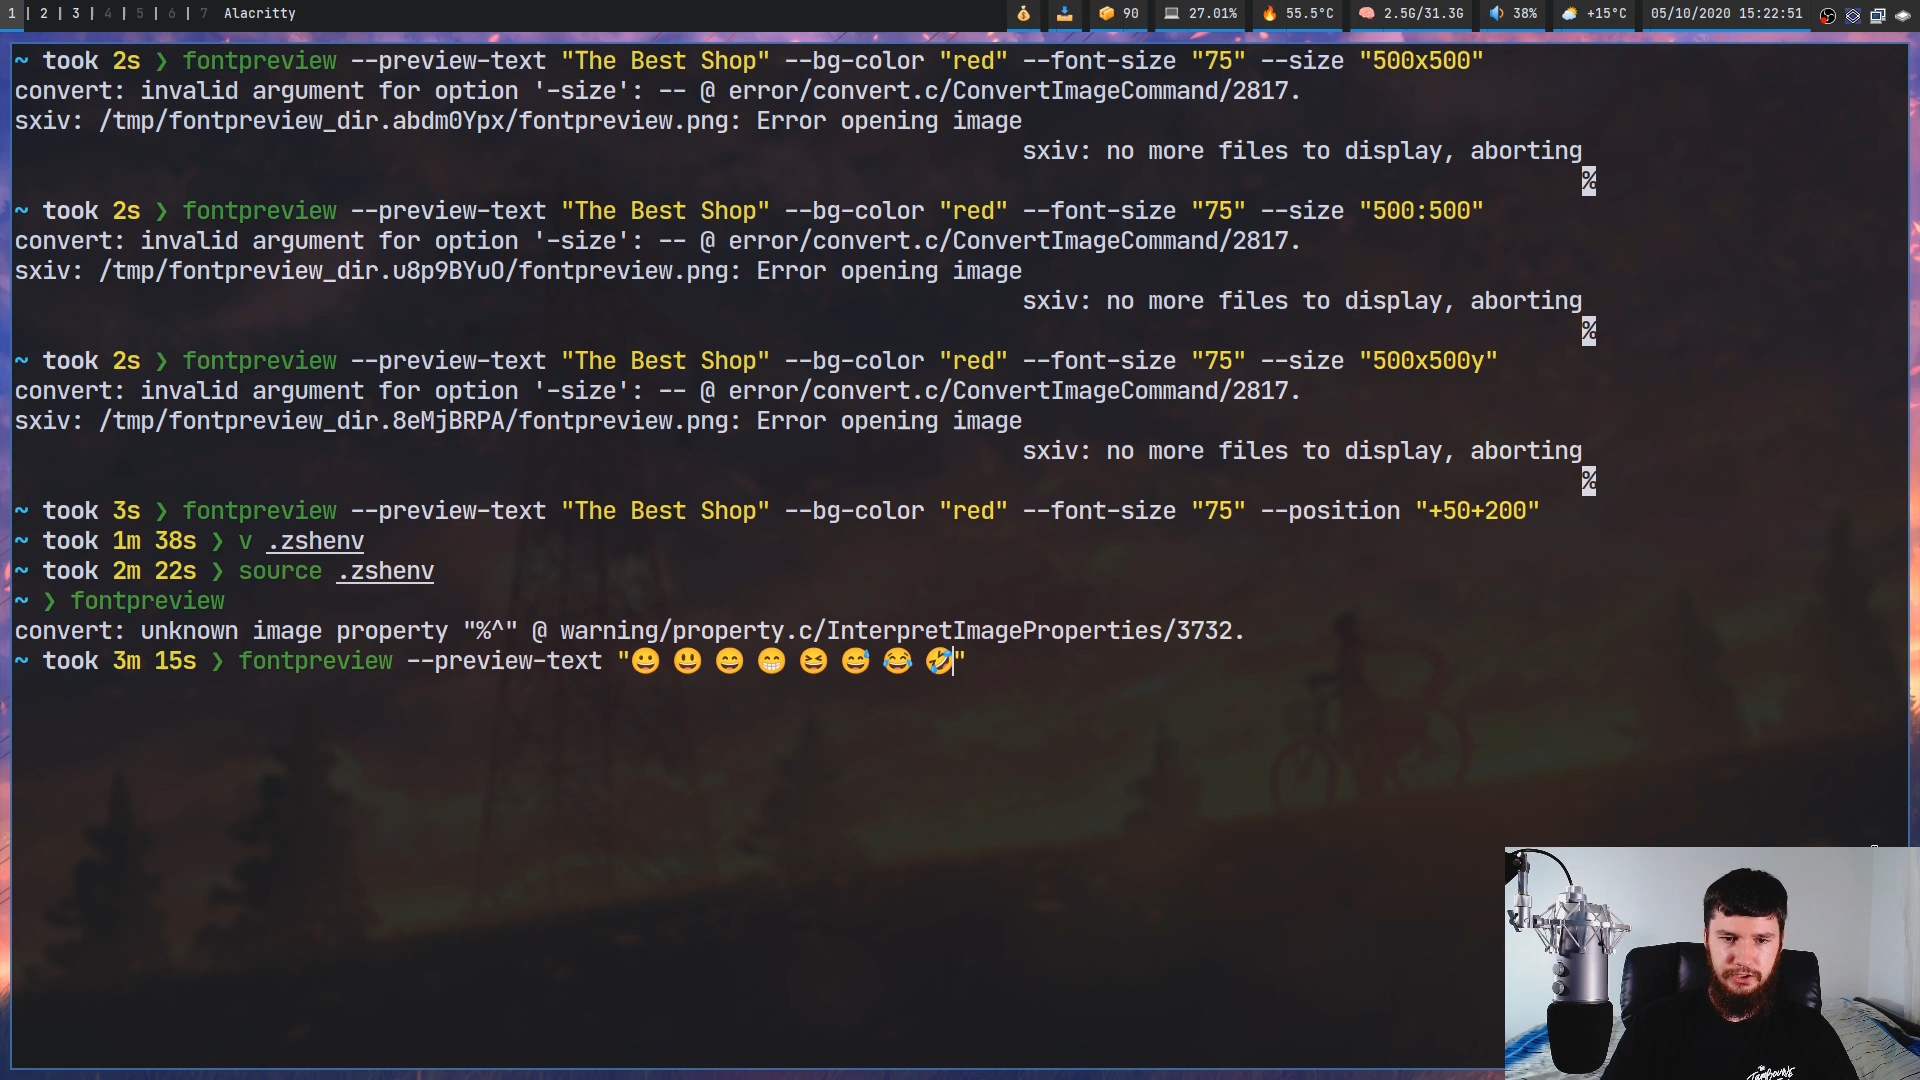 1 | 2 | 3 | 4 | 5 | 6 | 7 Alacritty 💰 📥 📦 90 💻 27.01% 🔥 55.5°C 🧠 2.5G/31.3G 🔊 38% 🌥️ +15°C 05/10/2020 15:22:51
~ took 2s ❯ fontpreview --preview-text "The Best Shop" --bg-color "red" --font-size "75" --size "500x500"
convert: invalid argument for option '-size': -- @ error/convert.c/ConvertImageCommand/2817.
sxiv: /tmp/fontpreview_dir.abdm0Ypx/fontpreview.png: Error opening image
sxiv: no more files to display, aborting
%
~ took 2s ❯ fontpreview --preview-text "The Best Shop" --bg-color "red" --font-size "75" --size "500:500"
convert: invalid argument for option '-size': -- @ error/convert.c/ConvertImageCommand/2817.
sxiv: /tmp/fontpreview_dir.u8p9BYuO/fontpreview.png: Error opening image
sxiv: no more files to display, aborting
%
~ took 2s ❯ fontpreview --preview-text "The Best Shop" --bg-color "red" --font-size "75" --size "500x500y"
convert: invalid argument for option '-size': -- @ error/convert.c/ConvertImageCommand/2817.
sxiv: /tmp/fontpreview_dir.8eMjBRPA/fontpreview.png: Error opening image
sxiv: no more files to display, aborting
%
~ took 3s ❯ fontpreview --preview-text "The Best Shop" --bg-color "red" --font-size "75" --position "+50+200"
~ took 1m 38s ❯ v .zshenv
~ took 2m 22s ❯ source .zshenv
~ ❯ fontpreview
convert: unknown image property "%^" @ warning/property.c/InterpretImageProperties/3732.
~ took 3m 15s ❯ fontpreview --preview-text "😀 😃 😄 😁 😆 😅 😂 🤣"